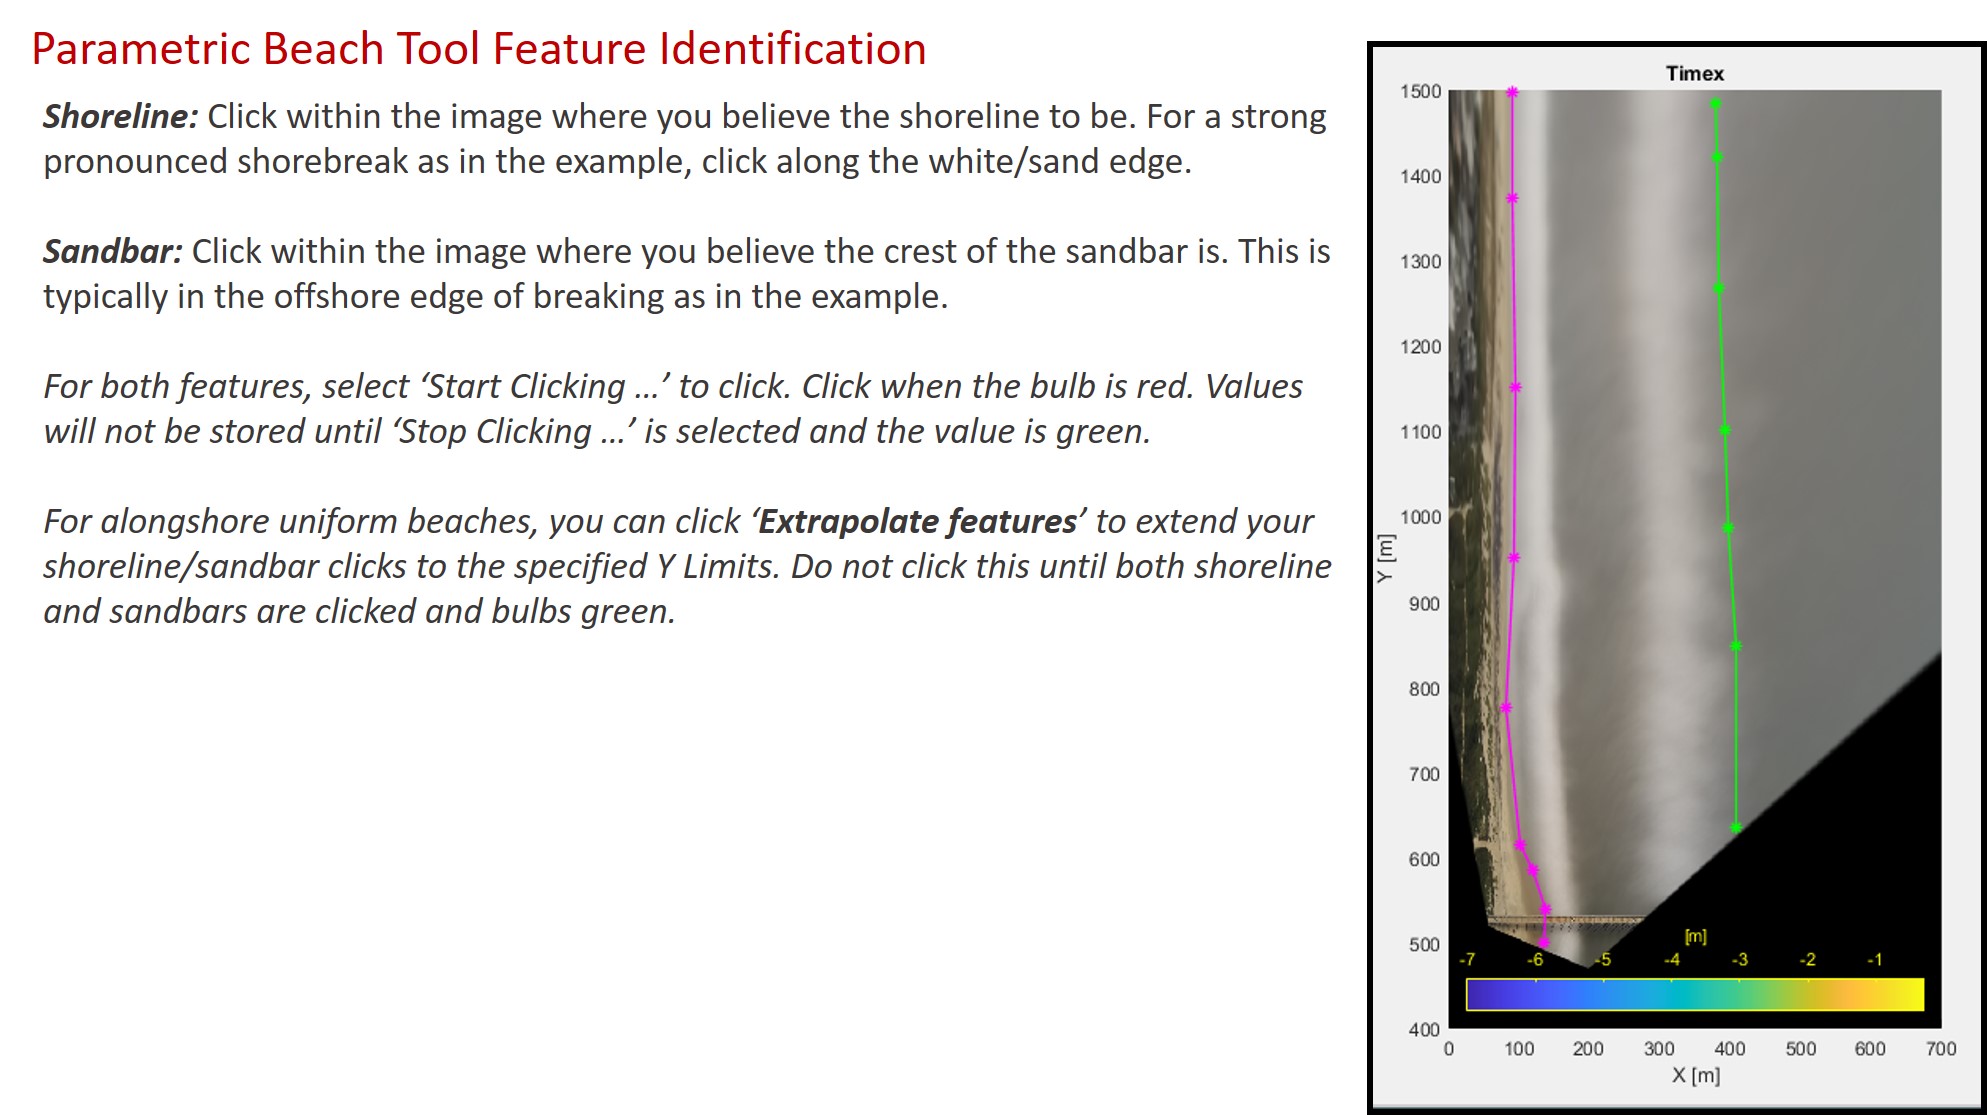 Parametric Beach Tool Feature Identification
Shoreline: Click within the image where you believe the shoreline to be. For a strong
pronounced shorebreak as in the example, click along the white/sand edge.
Sandbar: Click within the image where you believe the crest of the sandbar is. This is
typically in the offshore edge of breaking as in the example.
For both features, select ‘Start Clicking …’ to click. Click when the bulb is red. Values
will not be stored until ‘Stop Clicking …’ is selected and the value is green.
For alongshore uniform beaches, you can click ‘Extrapolate features’ to extend your
shoreline/sandbar clicks to the specified Y Limits. Do not click this until both shoreline
and sandbars are clicked and bulbs green.
Timex
1500
1400
1300
1200
1100
1000
900
800
700
600
500
400
Y [m]
[m]
-7 -6 -5 -4 -3 -2 -1
0 100 200 300 400 500 600 700
X [m]